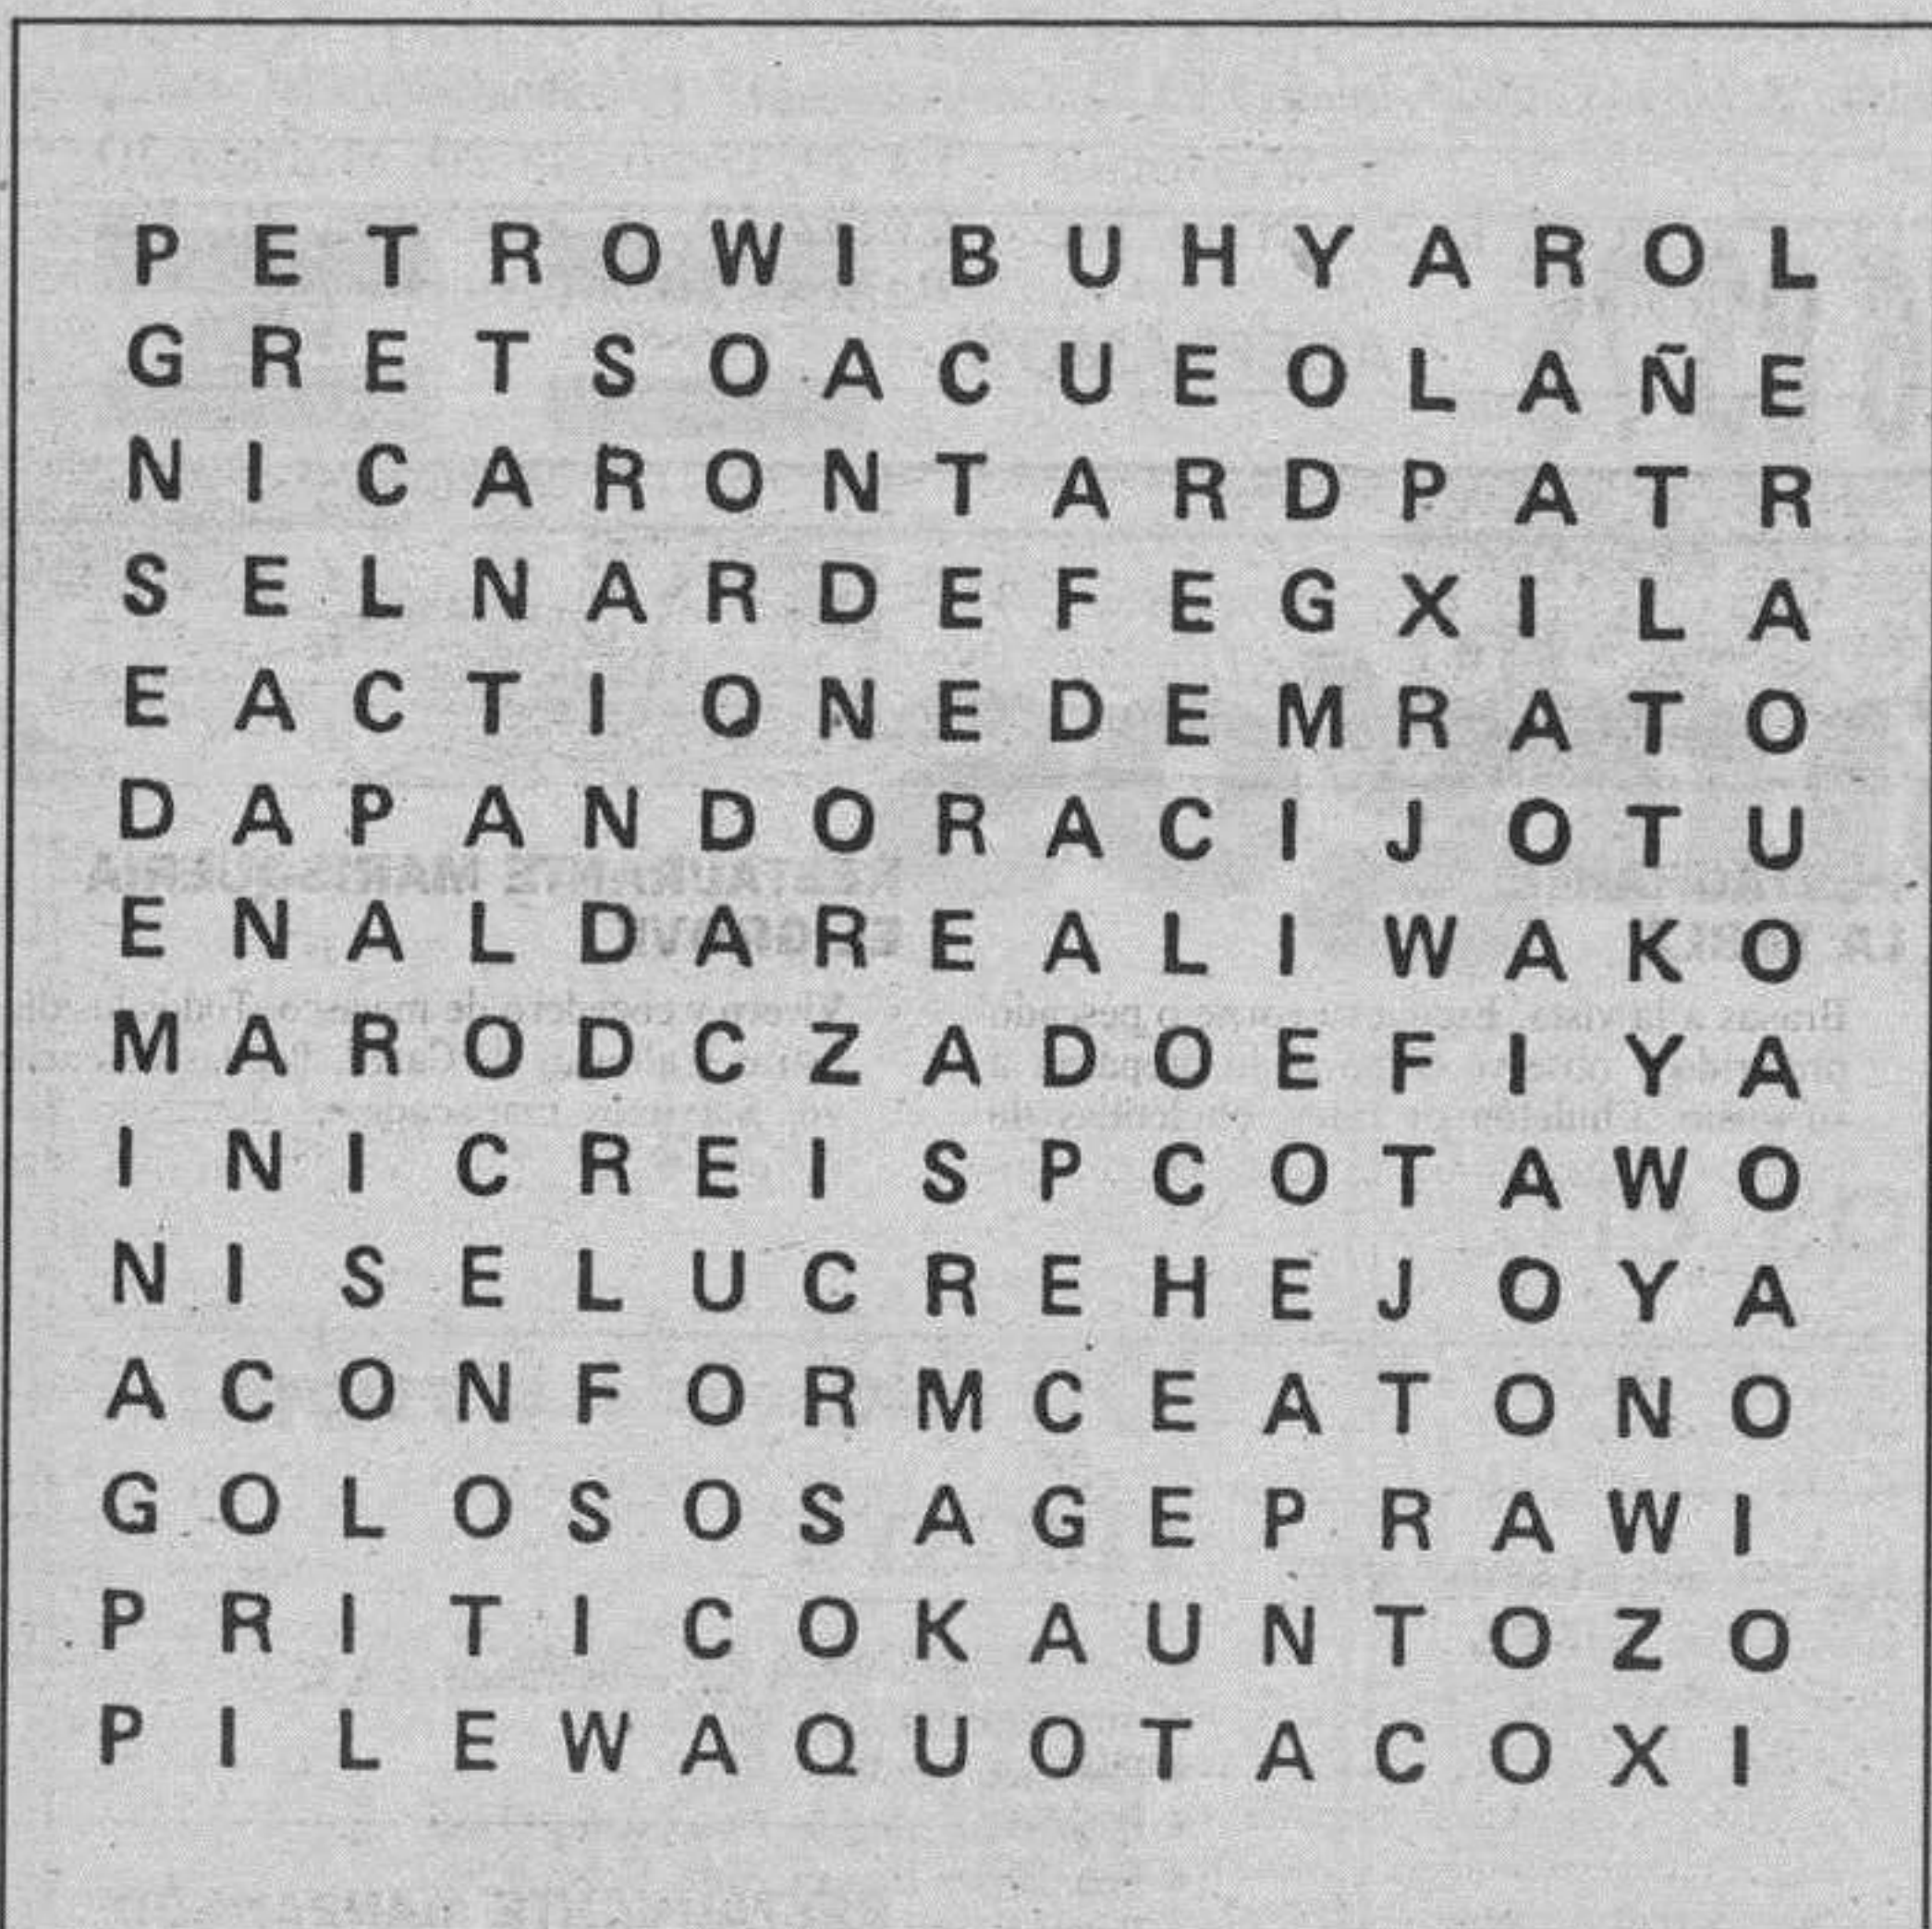 P E T R O W I B U H Y A R O L
G R E T S O A C U E O L A Ñ E
N I C A R O N T A R D P A T R
S E L N A R D E F E G X I L A
E A C T I O N E D E M R A T O
D A P A N D O R A C I J O T U
E N A L D A R E A L I W A K O
M A R O D C Z A D O E F I Y A
I N I C R E I S P C O T A W O
N I S E L U C R E H E J O Y A
A C O N F O R M C E A T O N O
G O L O S O S A G E P R A W I
P R I T I C O K A U N T O Z O
P I L E W A Q U O T A C O X I